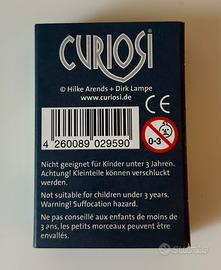 CURIOSI
© Hilke Arends + Dirk Lampe
www.curiosi.de
CE
4 260089 029590
0-3
Nicht geeignet für Kinder unter 3 Jahren.
Achtung! Kleinteile können verschluckt
werden.
Not suitable for children under 3 years.
Warning! Suffocation hazard.
Ne pas conseillé aux enfants de moins de
3 ans, les petits morceaux peuvent être
envallés.
subito